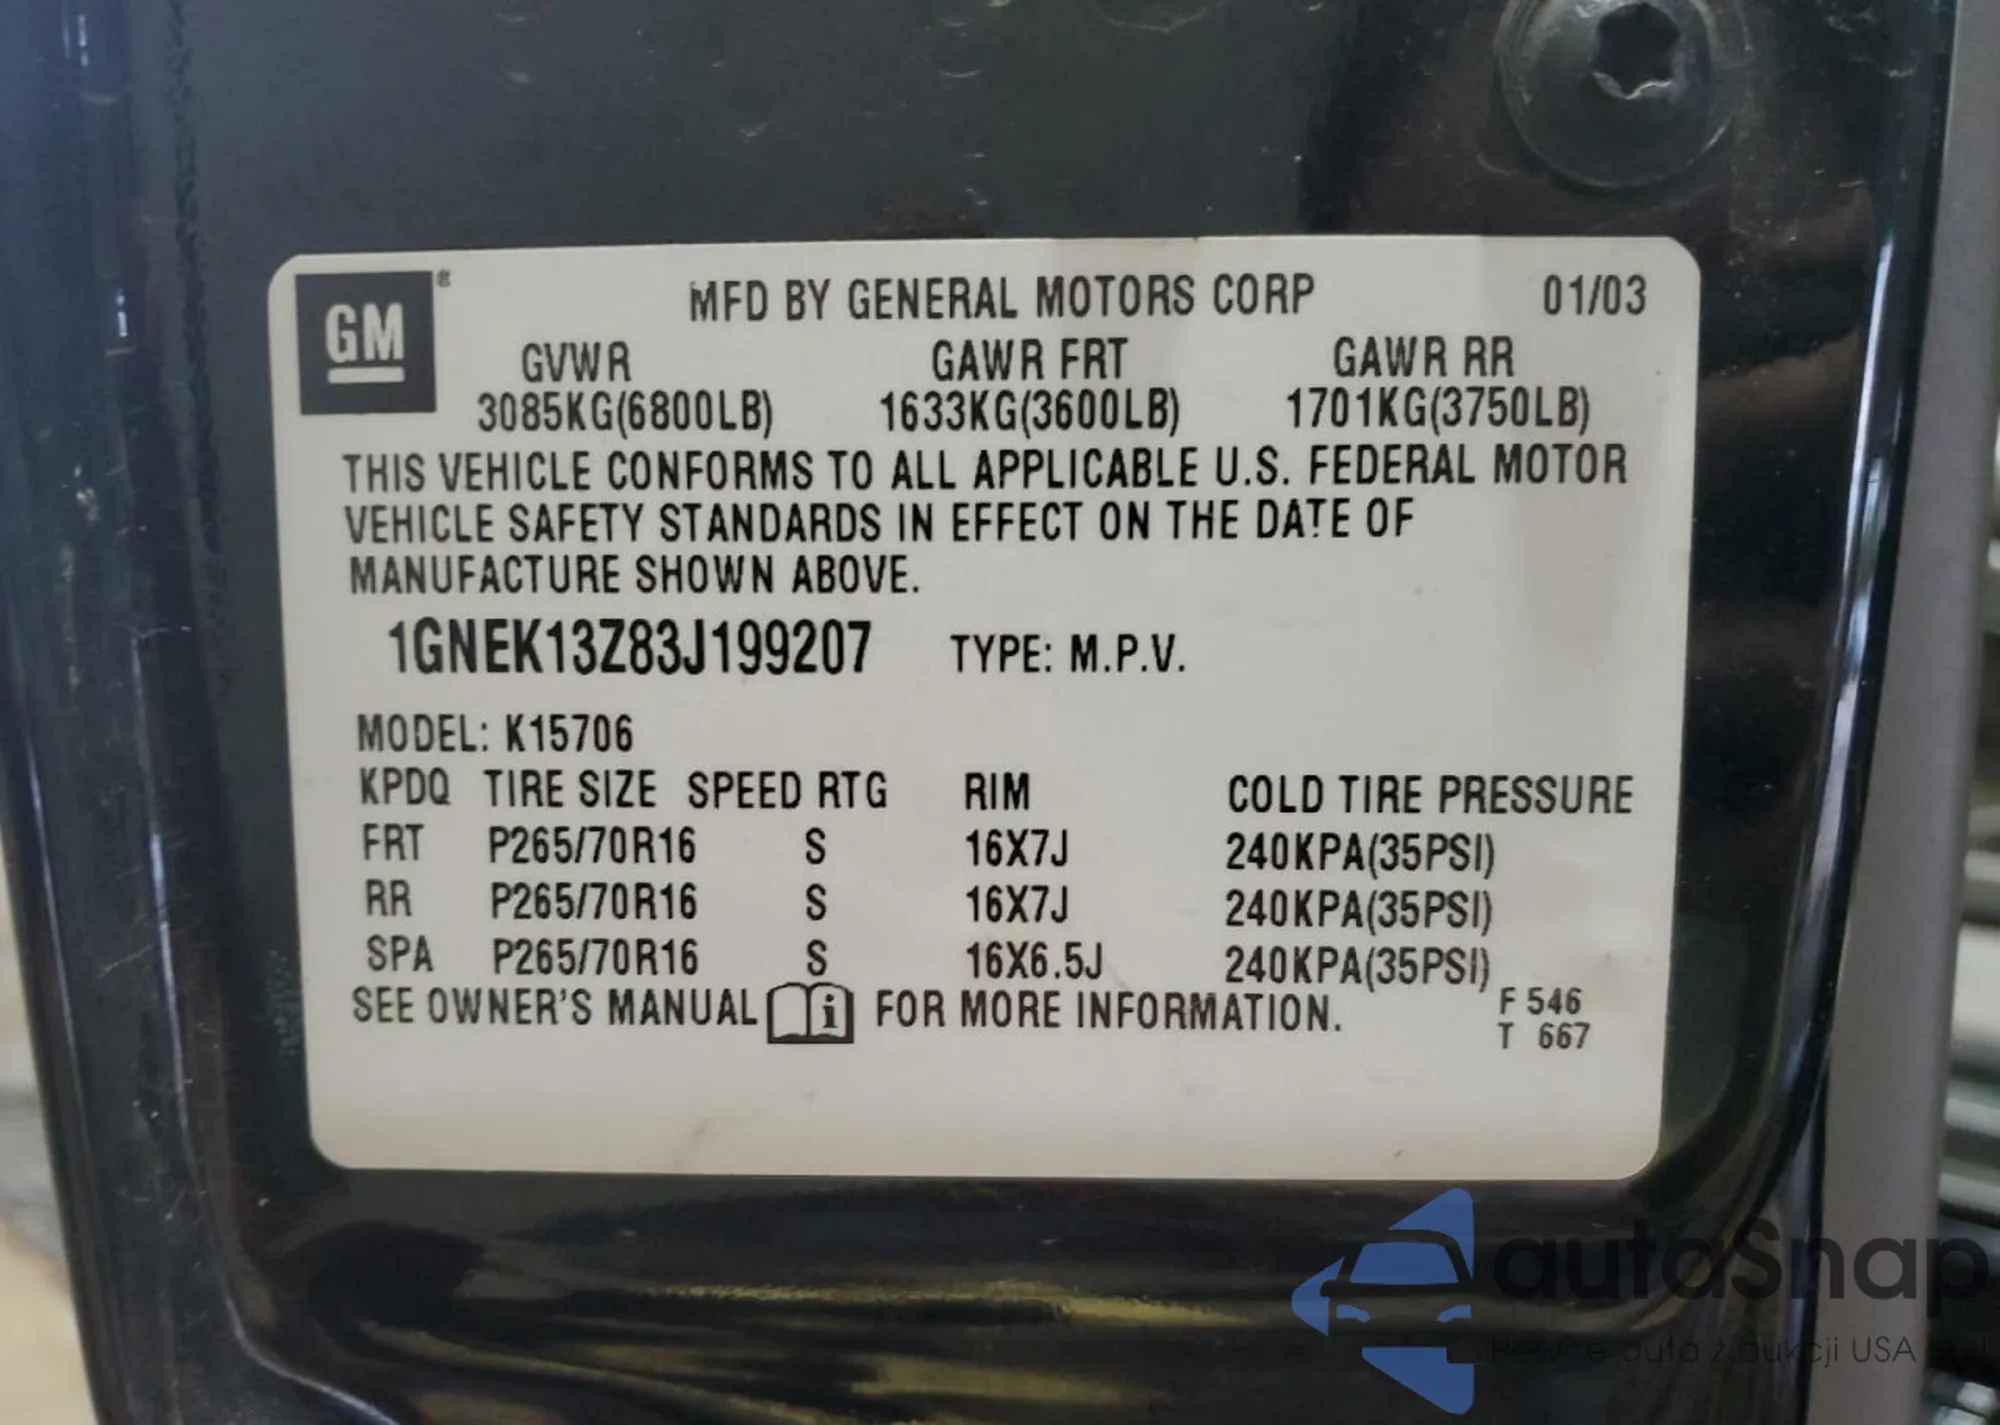 GM
MFD BY GENERAL MOTORS CORP 01/03
GVWR GAWR FRT GAWR RR
3085KG(6800LB) 1633KG(3600LB) 1701KG(3750LB)
THIS VEHICLE CONFORMS TO ALL APPLICABLE U.S. FEDERAL MOTOR
VEHICLE SAFETY STANDARDS IN EFFECT ON THE DATE OF
MANUFACTURE SHOWN ABOVE.
1GNEK13Z83J199207 TYPE: M.P.V.
MODEL: K15706
KPDQ TIRE SIZE SPEED RTG RIM COLD TIRE PRESSURE
FRT P265/70R16 S 16X7J 240KPA(35PSI)
RR P265/70R16 S 16X7J 240KPA(35PSI)
SPA P265/70R16 S 16X6.5J 240KPA(35PSI)
SEE OWNER'S MANUAL i FOR MORE INFORMATION.
F 546
T 667
autoSnap
auta z aukcji USA